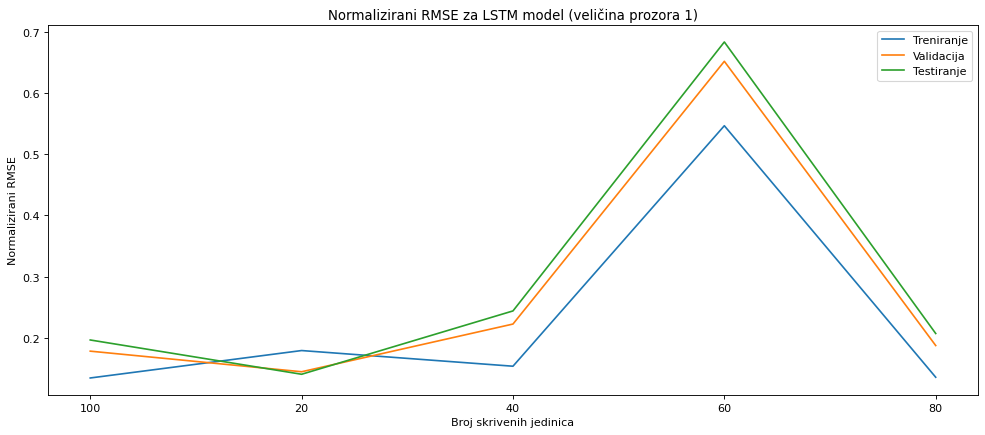 Normalizirani RMSE za LSTM model (veličina prozora 1)
Treniranje
Validacija
Testiranje
Normalizirani RMSE
0.7
0.6
0.5
0.4
0.3
0.2
100 20 40 60 80
Broj skrivenih jedinica